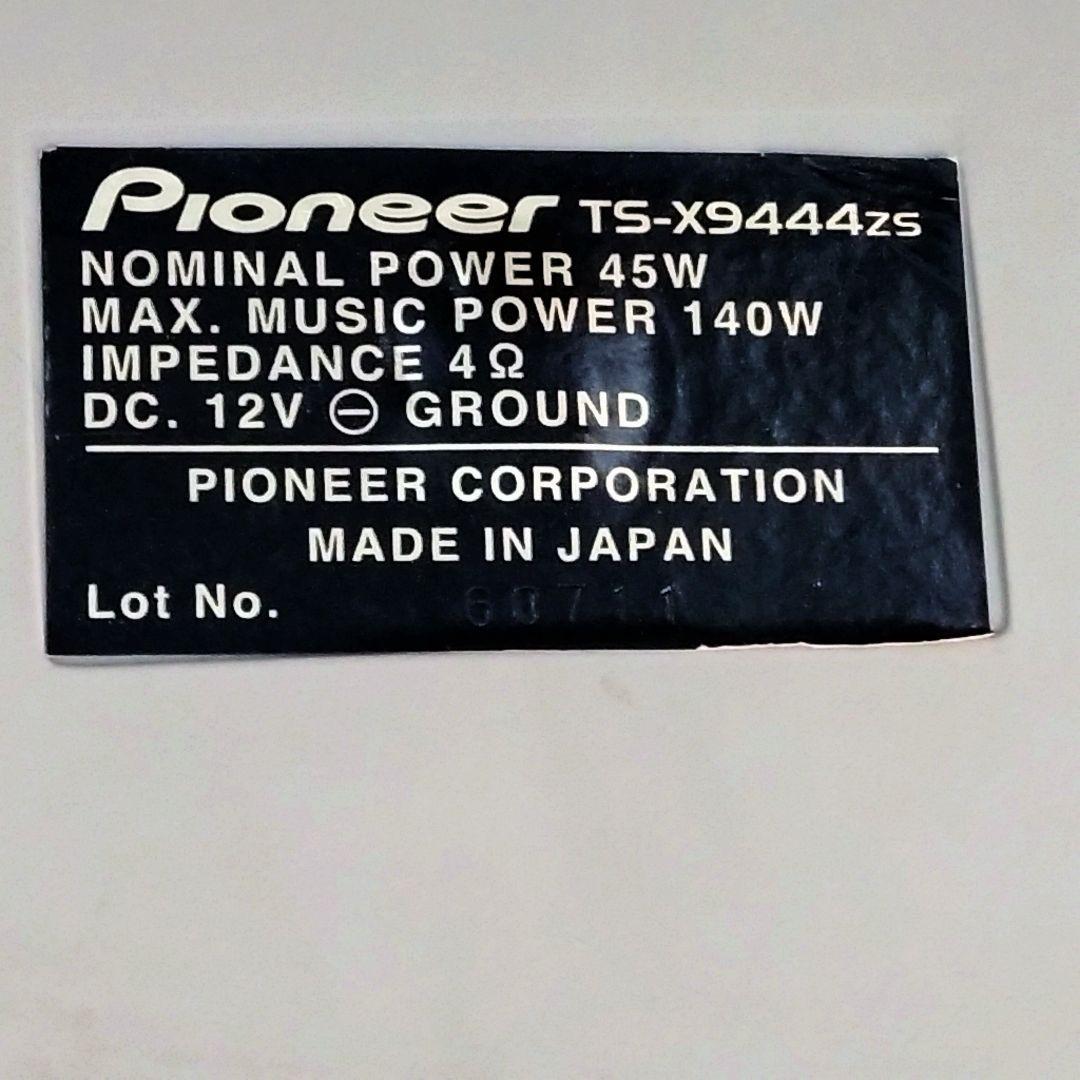 Pioneer TS-X9444zs
NOMINAL POWER 45W
MAX. MUSIC POWER 140W
IMPEDANCE 4Ω
DC. 12V ⊖ GROUND
PIONEER CORPORATION
MADE IN JAPAN
Lot No. 60711